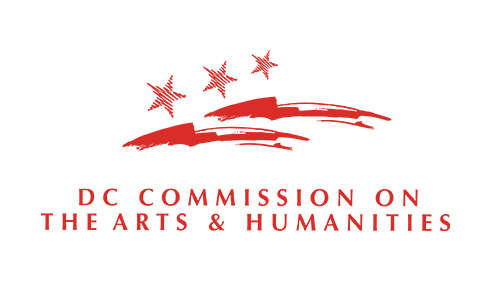 DC COMMISSION ON
THE ARTS & HUMANITIES